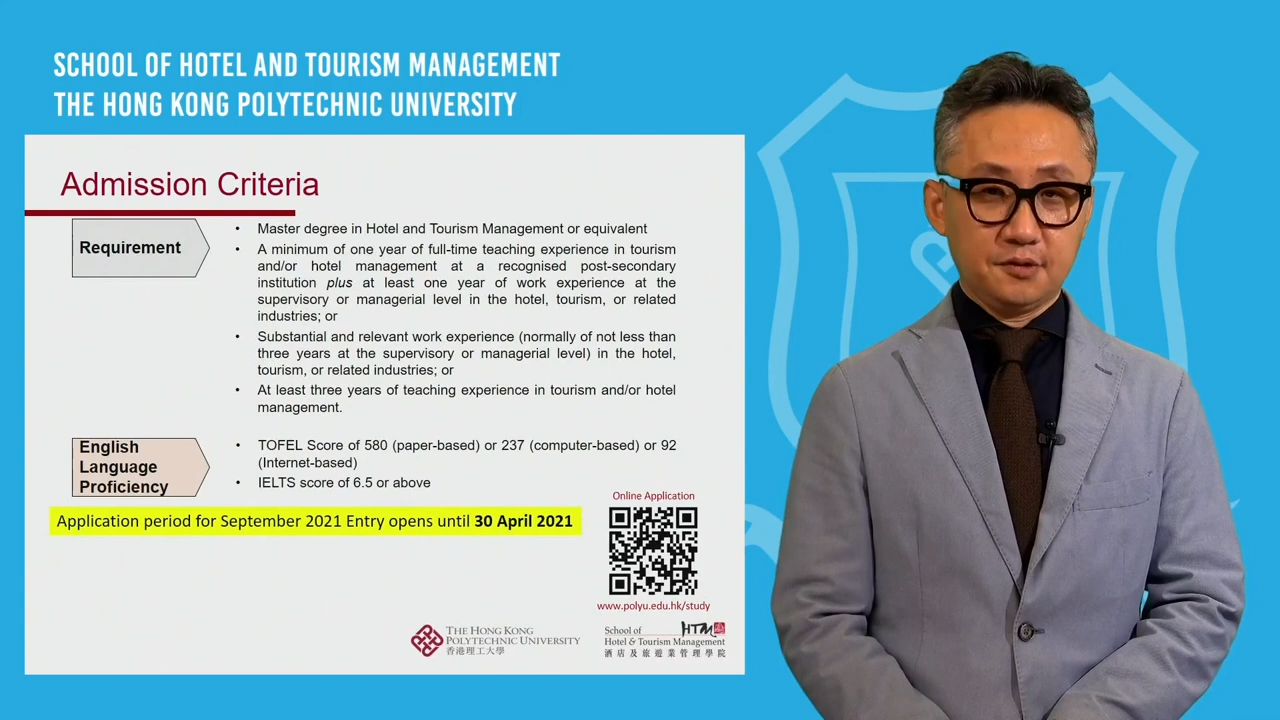 SCHOOL OF HOTEL AND TOURISM MANAGEMENT
THE HONG KONG POLYTECHNIC UNIVERSITY
Admission Criteria
Requirement
• Master degree in Hotel and Tourism Management or equivalent
• A minimum of one year of full-time teaching experience in tourism
and/or hotel management at a recognised post-secondary
institution plus at least one year of work experience at the
supervisory or managerial level in the hotel, tourism, or related
industries; or
• Substantial and relevant work experience (normally of not less than
three years at the supervisory or managerial level) in the hotel,
tourism, or related industries; or
• At least three years of teaching experience in tourism and/or hotel
management.
English
Language
Proficiency
• TOFEL Score of 580 (paper-based) or 237 (computer-based) or 92
(Internet-based)
• IELTS score of 6.5 or above
Application period for September 2021 Entry opens until 30 April 2021
Online Application
www.polyu.edu.hk/study
THE HONG KONG
POLYTECHNIC UNIVERSITY
香港理工大學
School of HTM
Hotel & Tourism Management
酒店及旅遊業管理學院